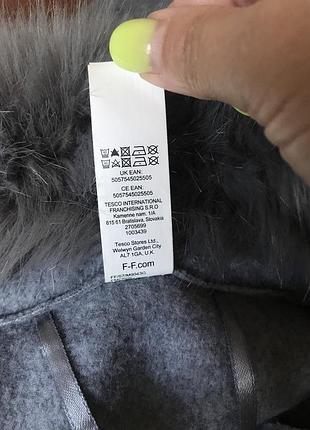 UK EAN:
5057545025505
CE EAN:
5057545025505
TESCO INTERNATIONAL
FRANCHISING S.R.O
Kamenne nam. 1/A
815 61 Bratislava, Slovakia
2705699
1003439
Tesco Stores Ltd.,
Welwyn Garden City
AL7 1GA, U.K.
F-F.com